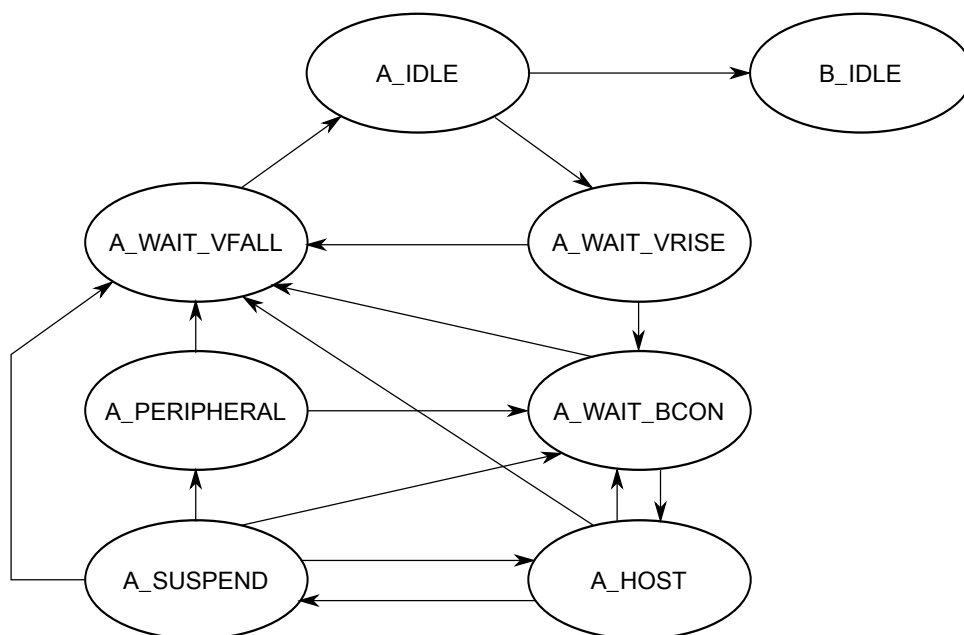 A_IDLE
B_IDLE
A_WAIT_VFALL
A_WAIT_VRISE
A_PERIPHERAL
A_WAIT_BCON
A_SUSPEND
A_HOST